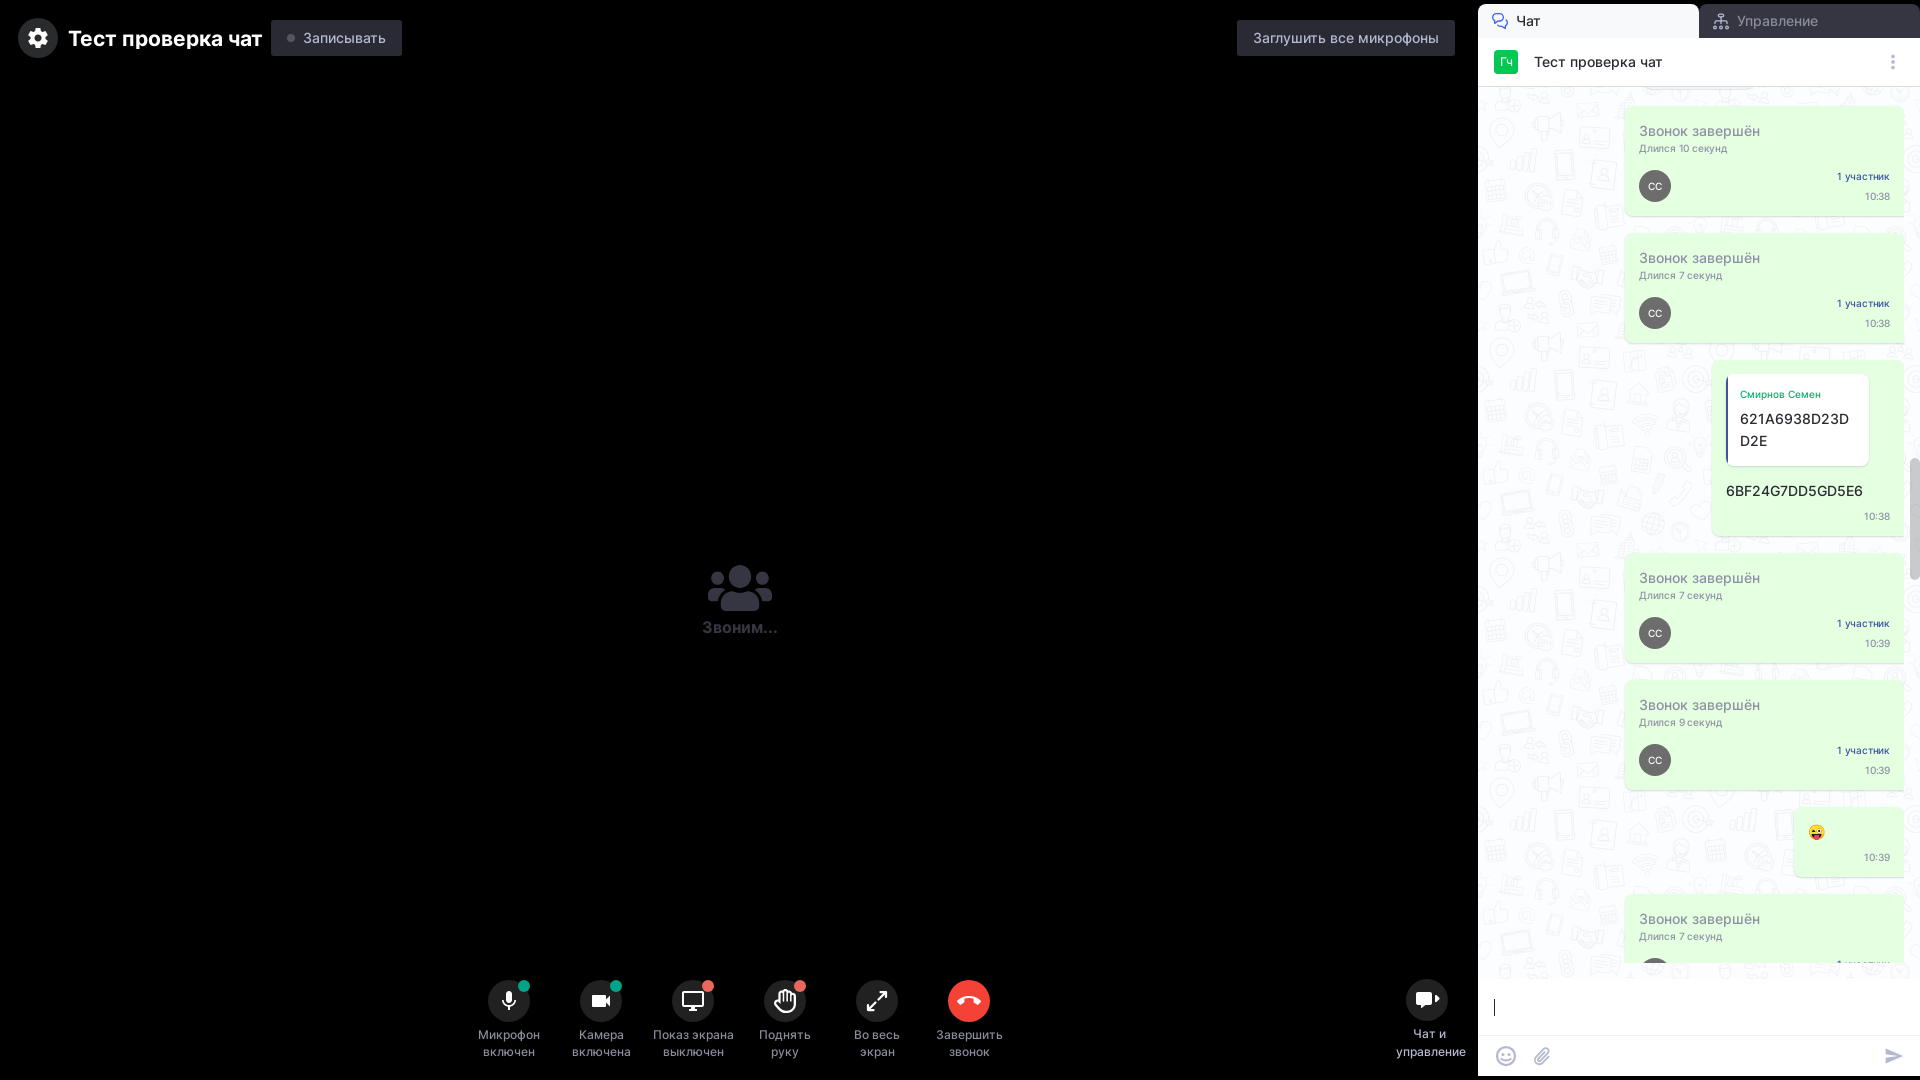 Тест проверка чат
Записывать
Заглушить все микрофоны
Звоним...
Микрофон
включен
Камера
включена
Показ экрана
выключен
Поднять
руку
Во весь
экран
Завершить
звонок
Чат и
управление
Чат
Управление
Гч
Тест проверка чат
Звонок завершён
Длился 10 секунд
СС
1 участник
10:38
Звонок завершён
Длился 7 секунд
СС
1 участник
10:38
Смирнов Семен
621A6938D23D
D2E
6BF24G7DD5GD5E6
10:38
Звонок завершён
Длился 7 секунд
СС
1 участник
10:39
Звонок завершён
Длился 9 секунд
СС
1 участник
10:39
😜
10:39
Звонок завершён
Длился 7 секунд